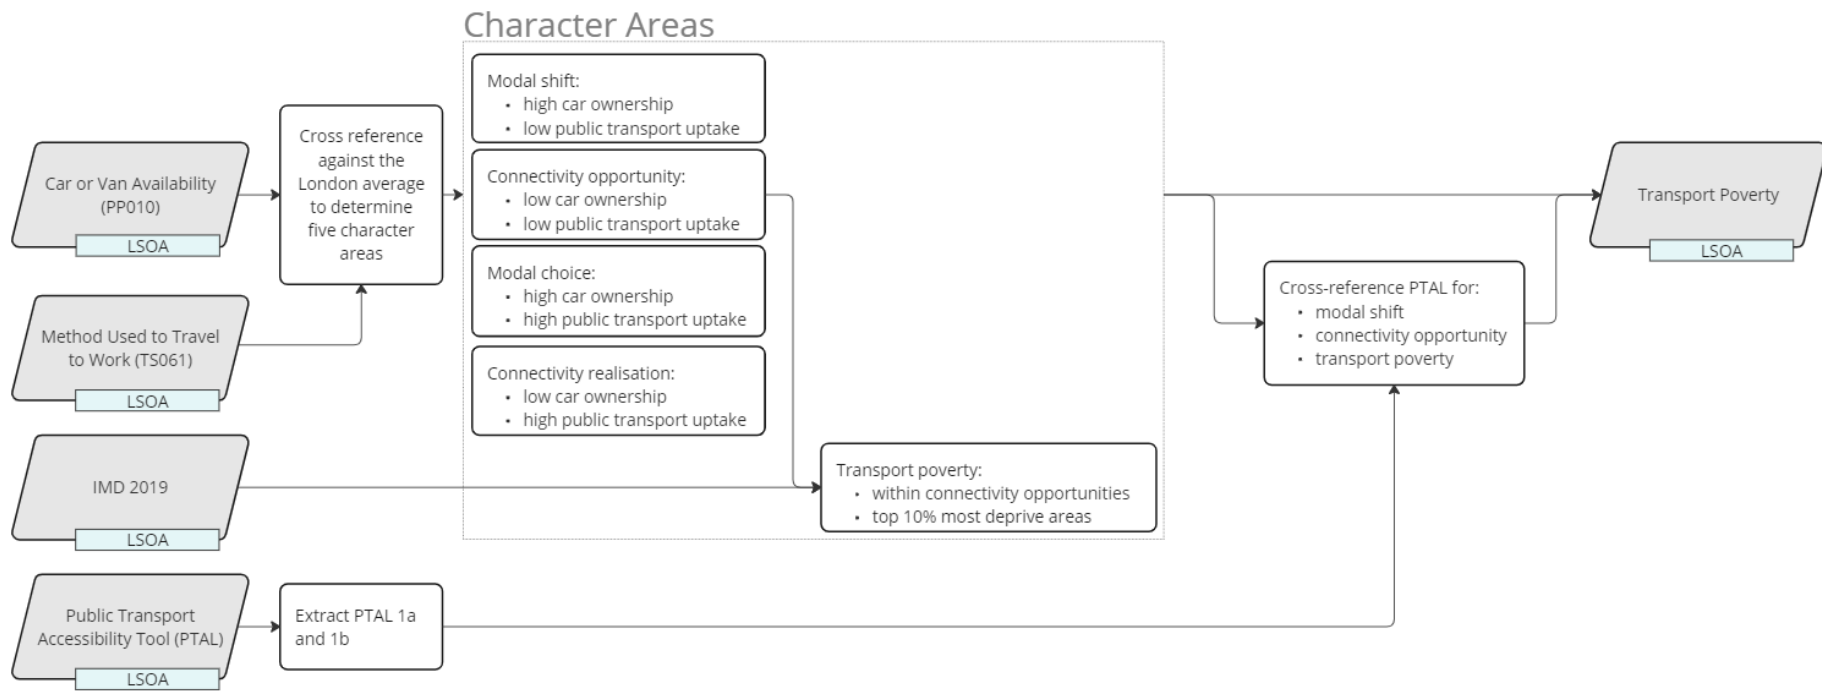 Character Areas
Car or Van Availability
(PP010)
LSOA
Method Used to Travel
to Work (TS061)
LSOA
IMD 2019
LSOA
Public Transport
Accessibility Tool (PTAL)
LSOA
Cross reference
against the
London average
to determine
five character
areas
Extract PTAL 1a
and 1b
Modal shift:
• high car ownership
• low public transport uptake
Connectivity opportunity:
• low car ownership
• low public transport uptake
Modal choice:
• high car ownership
• high public transport uptake
Connectivity realisation:
• low car ownership
• high public transport uptake
Transport poverty:
• within connectivity opportunities
• top 10% most deprive areas
Cross-reference PTAL for:
• modal shift
• connectivity opportunity
• transport poverty
Transport Poverty
LSOA